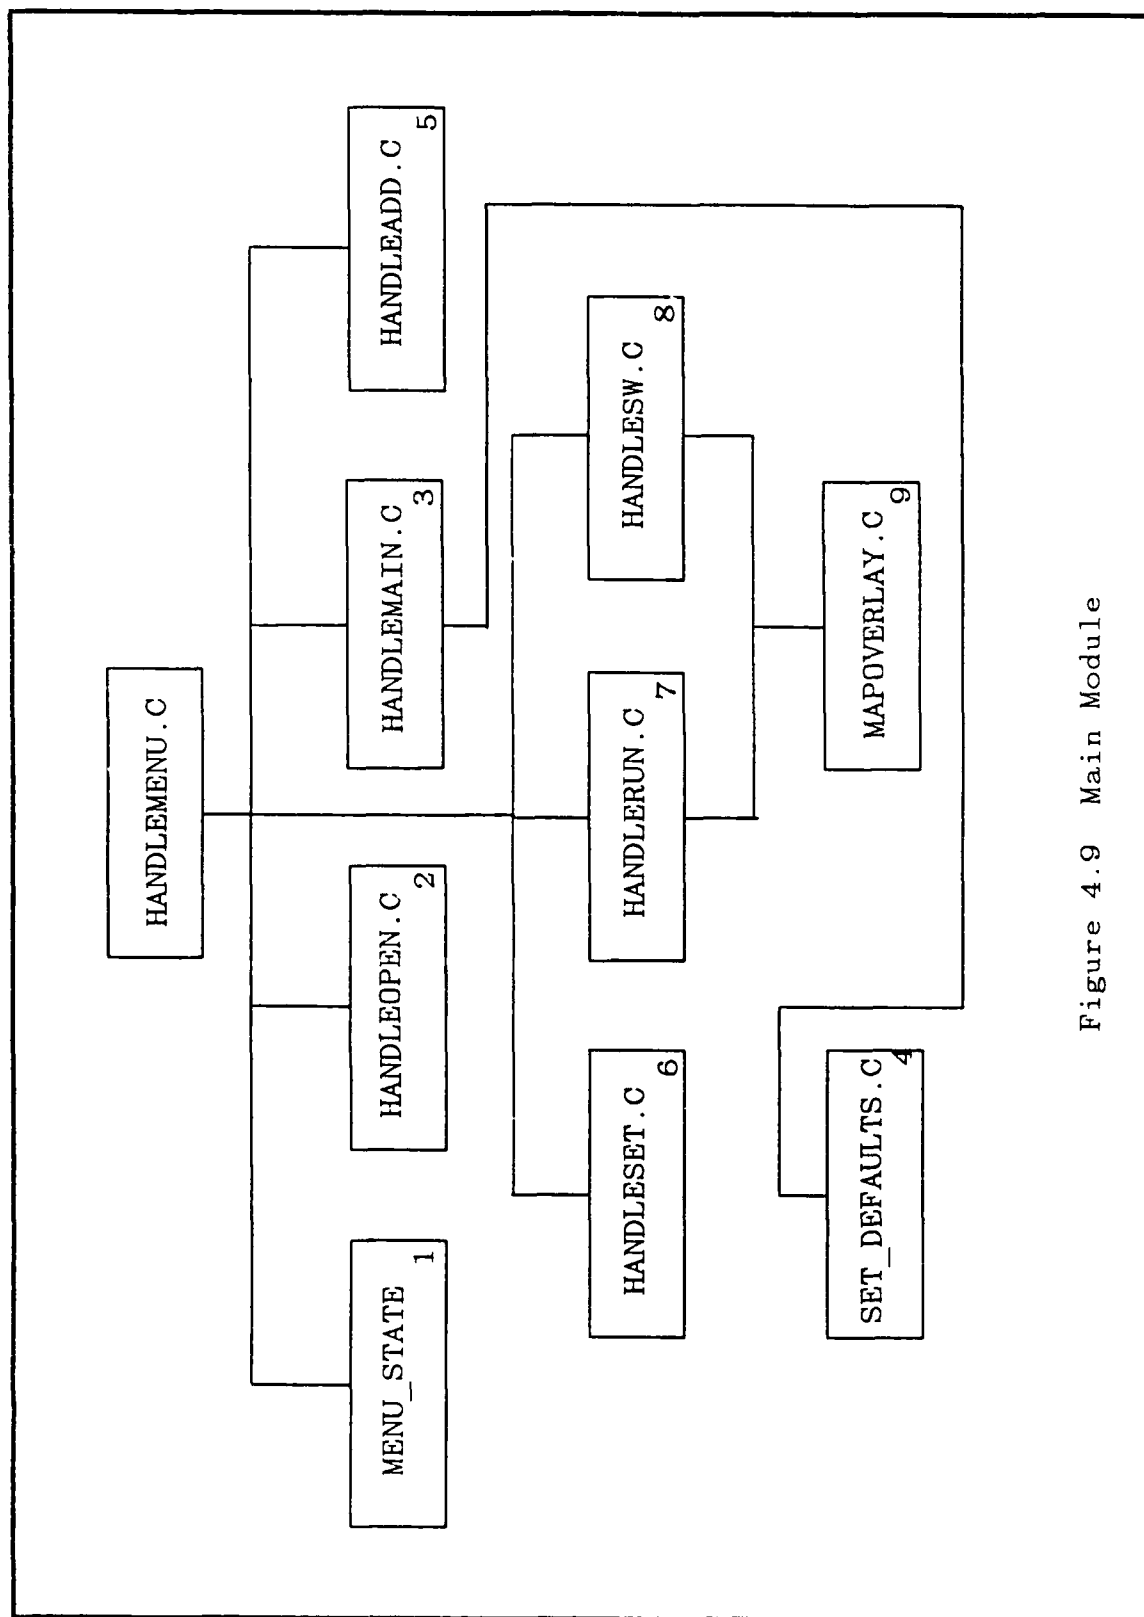 HANDLEMENU.C
MENU_STATE
1
HANDLEOPEN.C
2
HANDLEMAIN.C
3
HANDLEADD.C
5
HANDLESET.C
6
HANDLERUN.C
7
HANDLESW.C
8
SET_DEFAULTS.C
4
MAPOVERLAY.C
9
Figure 4.9 Main Module